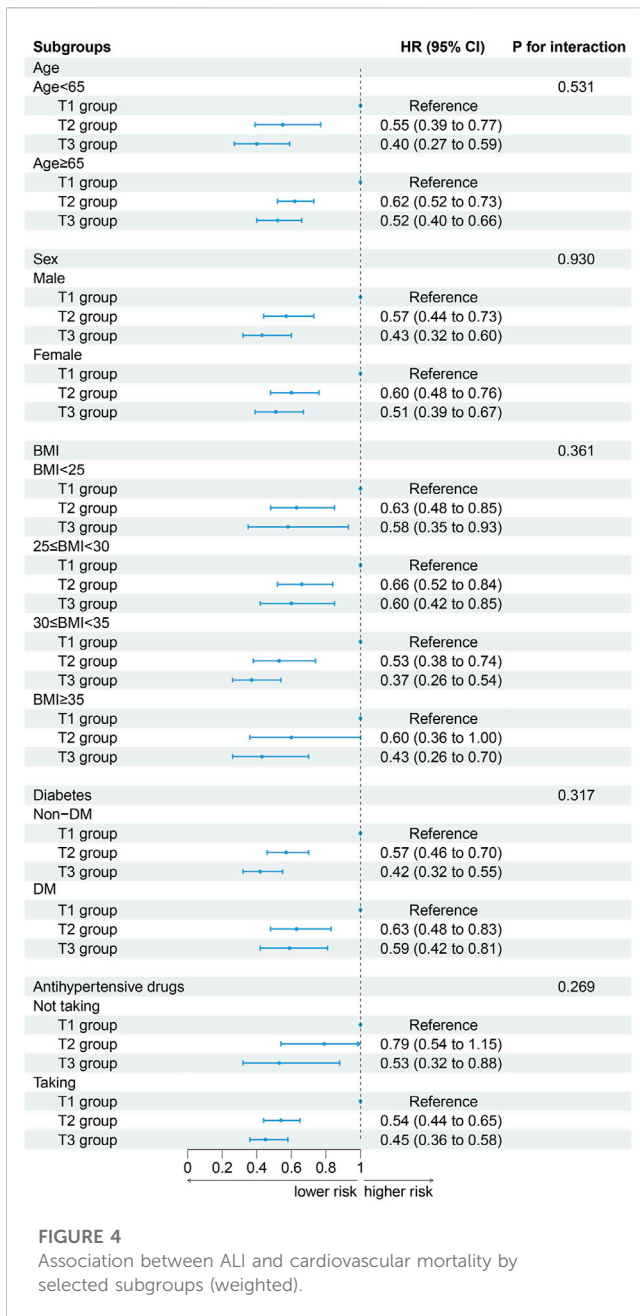 Subgroups HR (95% CI) P for interaction
Age
Age<65 0.531
T1 group Reference
T2 group 0.55 (0.39 to 0.77)
T3 group 0.40 (0.27 to 0.59)
Age≥65
T1 group Reference
T2 group 0.62 (0.52 to 0.73)
T3 group 0.52 (0.40 to 0.66)
Sex 0.930
Male
T1 group Reference
T2 group 0.57 (0.44 to 0.73)
T3 group 0.43 (0.32 to 0.60)
Female
T1 group Reference
T2 group 0.60 (0.48 to 0.76)
T3 group 0.51 (0.39 to 0.67)
BMI 0.361
BMI<25
T1 group Reference
T2 group 0.63 (0.48 to 0.85)
T3 group 0.58 (0.35 to 0.93)
25≤BMI<30
T1 group Reference
T2 group 0.66 (0.52 to 0.84)
T3 group 0.60 (0.42 to 0.85)
30≤BMI<35
T1 group Reference
T2 group 0.53 (0.38 to 0.74)
T3 group 0.37 (0.26 to 0.54)
BMI≥35
T1 group Reference
T2 group 0.60 (0.36 to 1.00)
T3 group 0.43 (0.26 to 0.70)
Diabetes 0.317
Non−DM
T1 group Reference
T2 group 0.57 (0.46 to 0.70)
T3 group 0.42 (0.32 to 0.55)
DM
T1 group Reference
T2 group 0.63 (0.48 to 0.83)
T3 group 0.59 (0.42 to 0.81)
Antihypertensive drugs 0.269
Not taking
T1 group Reference
T2 group 0.79 (0.54 to 1.15)
T3 group 0.53 (0.32 to 0.88)
Taking
T1 group Reference
T2 group 0.54 (0.44 to 0.65)
T3 group 0.45 (0.36 to 0.58)
0 0.2 0.4 0.6 0.8 1
lower risk higher risk
FIGURE 4
Association between ALI and cardiovascular mortality by
selected subgroups (weighted).